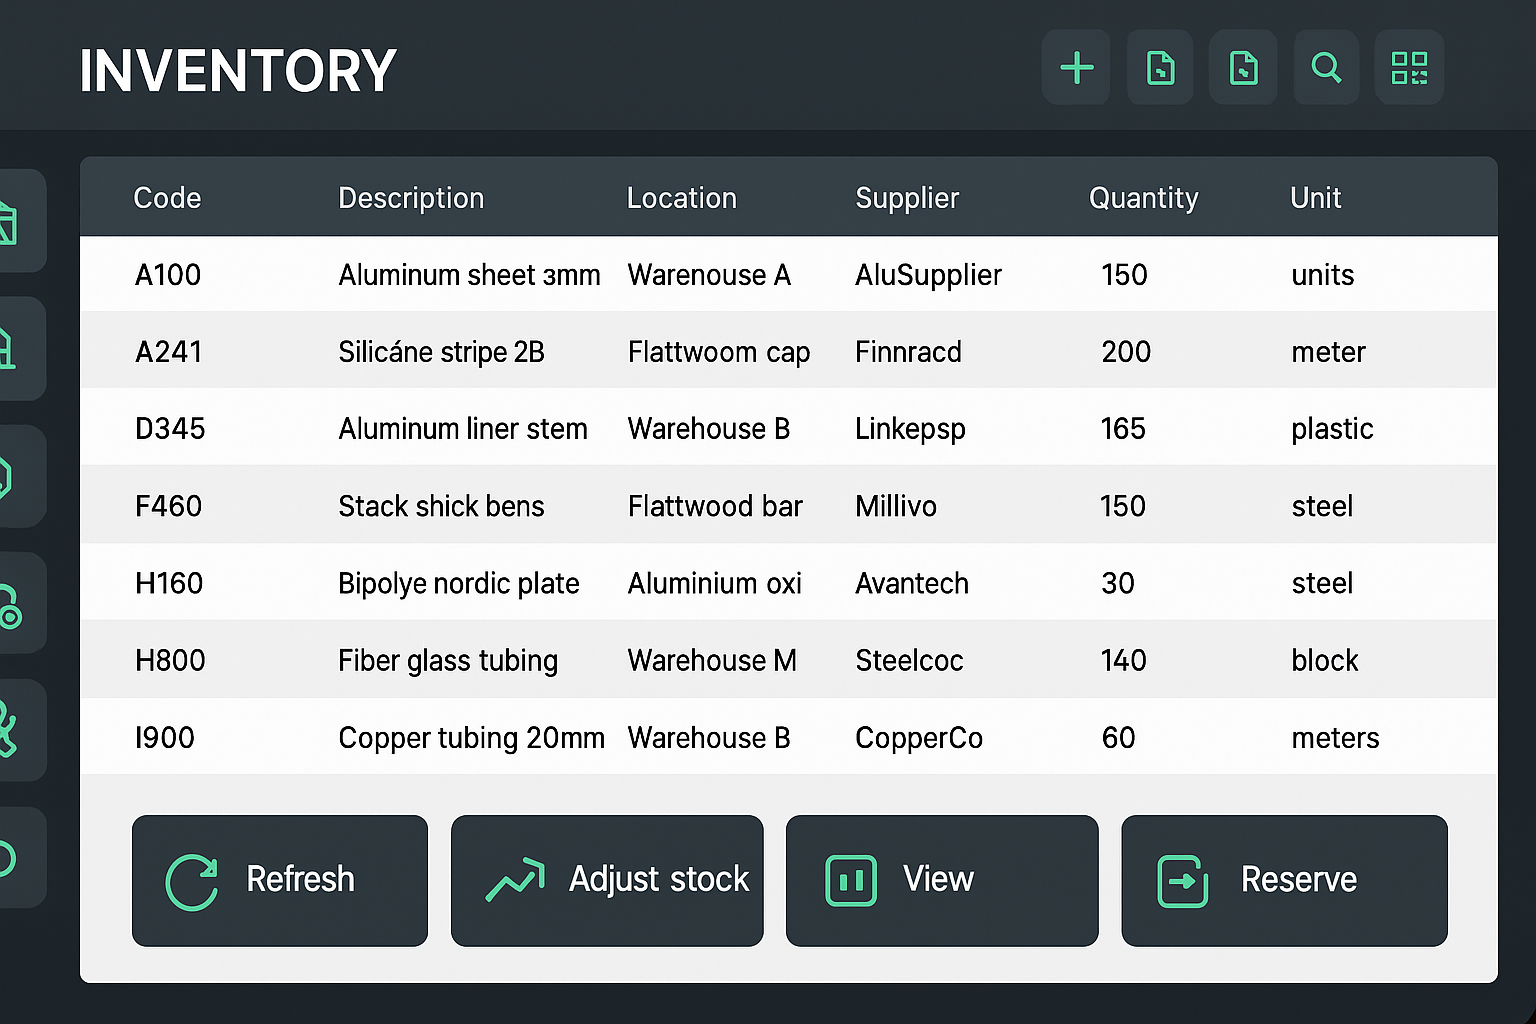 INVENTORY
Code Description Location Supplier Quantity Unit
A100 Aluminum sheet 3mm Warenouse A AluSupplier 150 units
A241 Silicáne stripe 2B Flattwoom cap Finnracd 200 meter
D345 Aluminum liner stem Warehouse B Linkepsp 165 plastic
F460 Stack shick bens Flattwood bar Millivo 150 steel
H160 Bipolye nordic plate Aluminium oxi Avantech 30 steel
H800 Fiber glass tubing Warehouse M Steelcoc 140 block
I900 Copper tubing 20mm Warehouse B CopperCo 60 meters
Refresh Adjust stock View Reserve